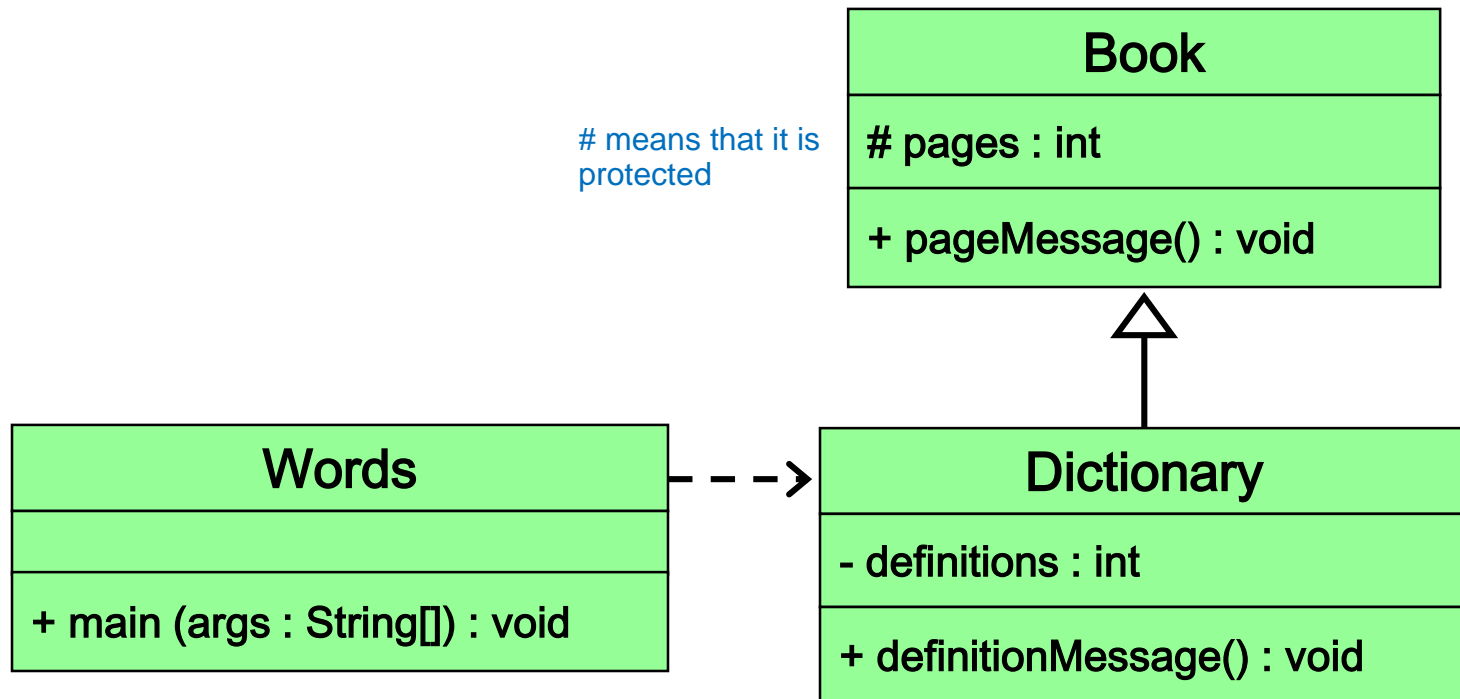 Book
# means that it is
protected
# pages : int
+ pageMessage() : void
Words
Dictionary
- definitions : int
+ main (args : String[]) : void
+ definitionMessage() : void